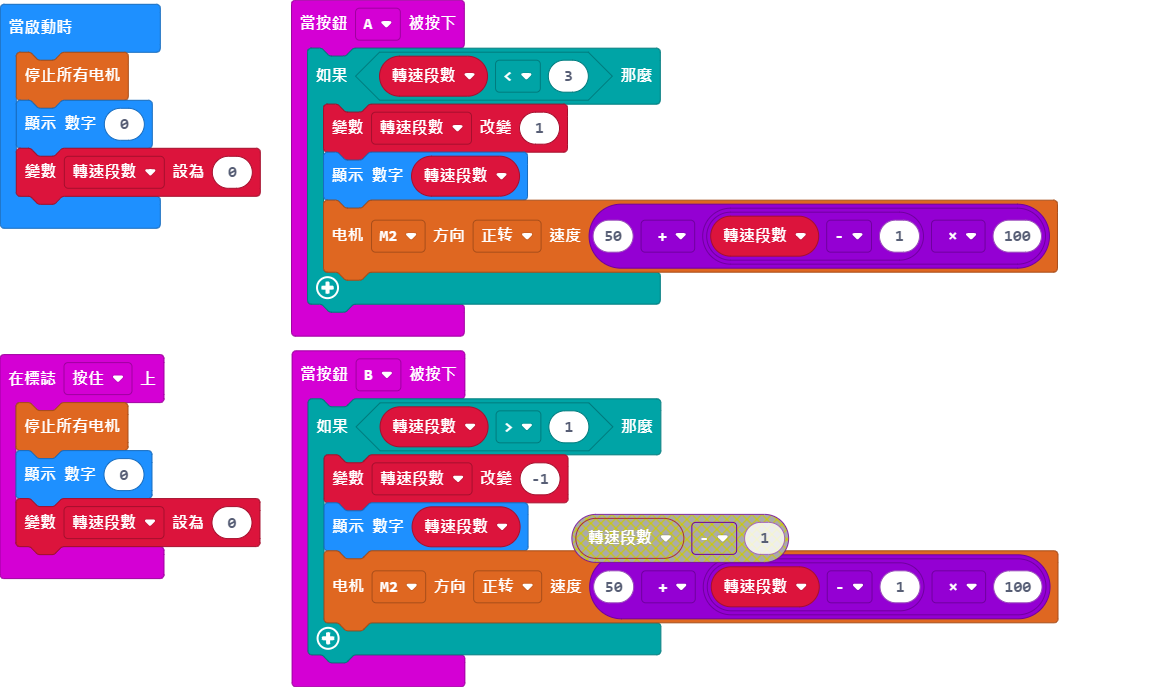 當啟動時
停止所有电机
顯示 數字 0
變數 轉速段數 設為 0
當按鈕 A 被按下
如果 轉速段數 < 3 那麼
變數 轉速段數 改變 1
顯示 數字 轉速段數
电机 M2 方向 正转 速度 50 + 轉速段數 - 1 × 100
在標誌 按住 上
停止所有电机
顯示 數字 0
變數 轉速段數 設為 0
當按鈕 B 被按下
如果 轉速段數 > 1 那麼
變數 轉速段數 改變 -1
顯示 數字 轉速段數
轉速段數 - 1
电机 M2 方向 正转 速度 50 + 轉速段數 - 1 × 100